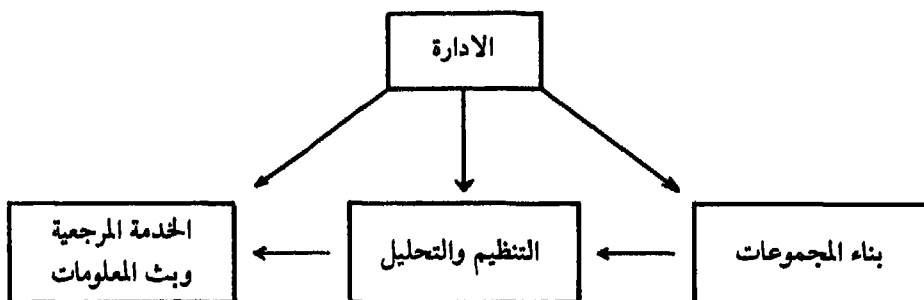 الادارة
بناء المجموعات
التنظيم والتحليل
الخدمة المرجعية
وبث المعلومات